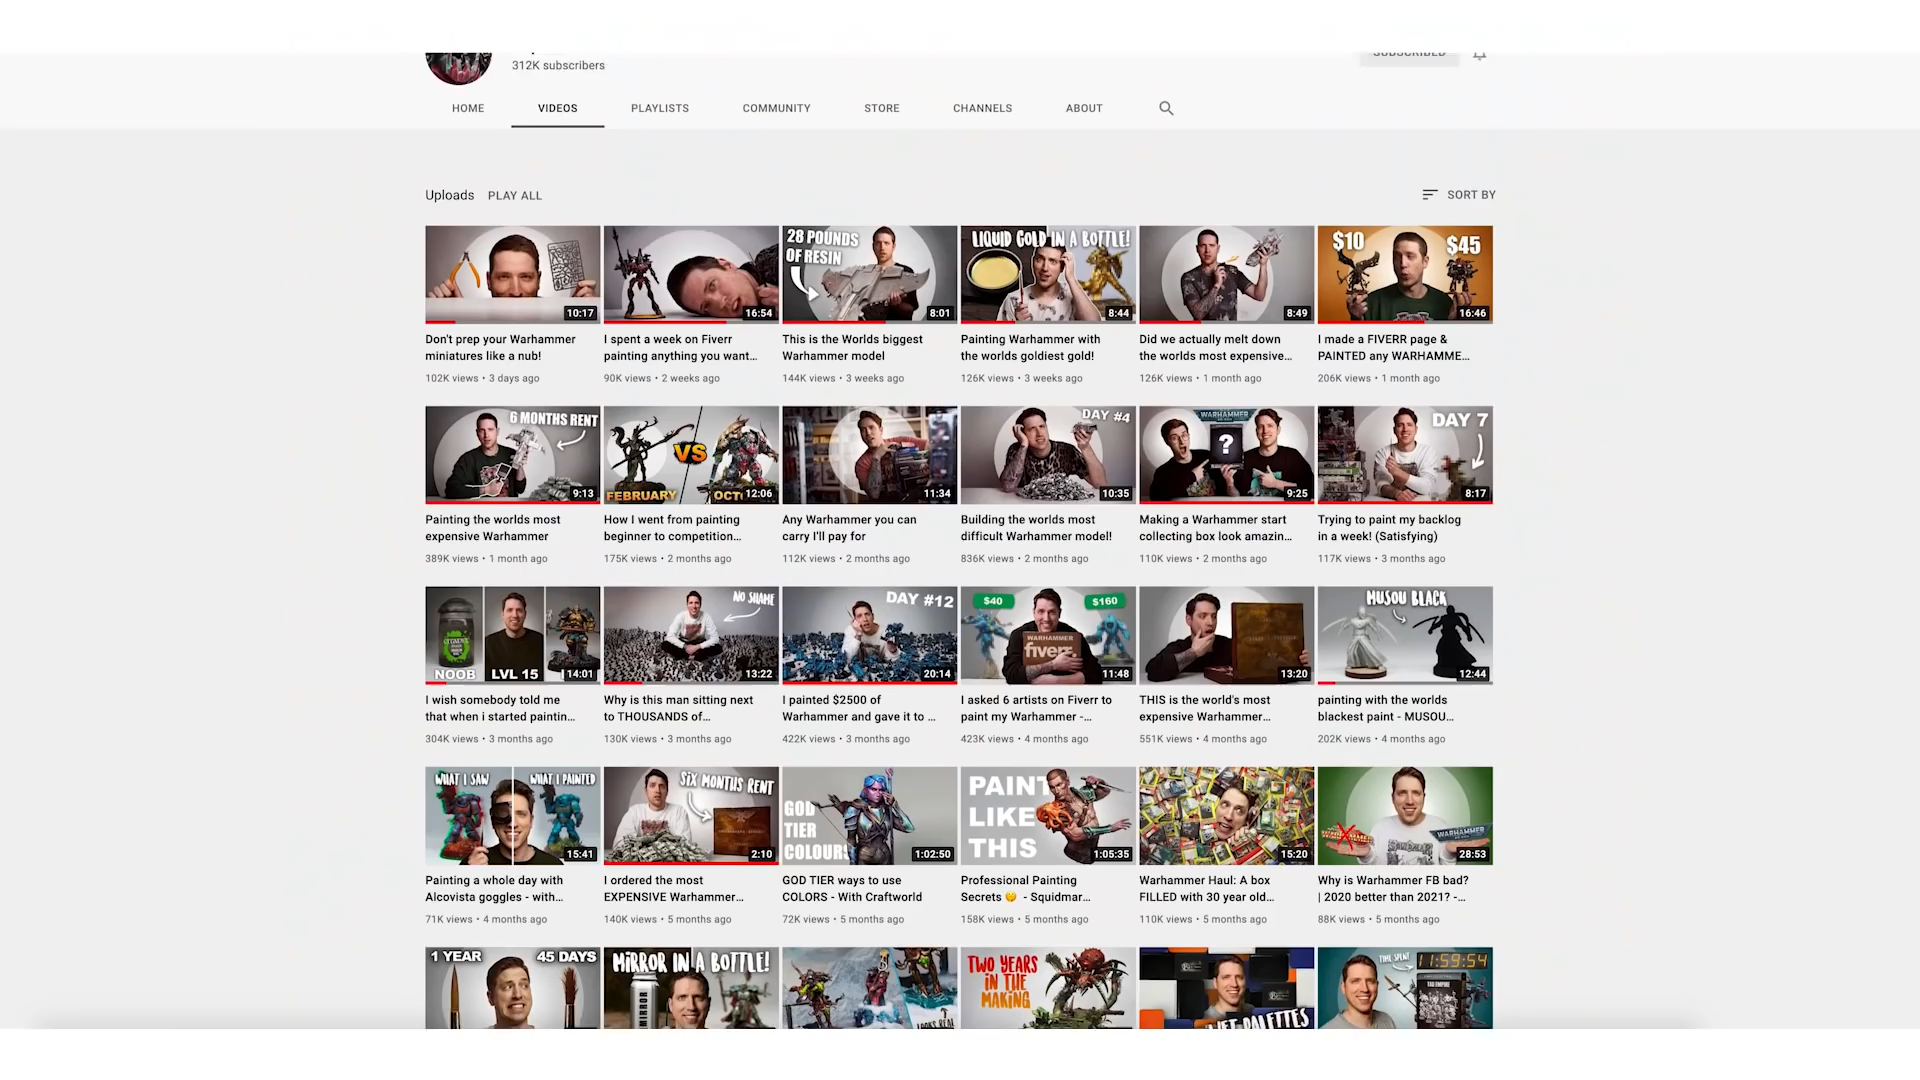 312K subscribers
SUBSCRIBED
HOME VIDEOS PLAYLISTS COMMUNITY STORE CHANNELS ABOUT
Uploads PLAY ALL
SORT BY
10:17
16:54
28 POUNDS
OF RESIN
8:01
LIQUID GOLD IN A BOTTLE!
8:44
8:49
$10 $45
16:46
Don't prep your Warhammer
miniatures like a nub!
102K views • 3 days ago
I spent a week on Fiverr
painting anything you want...
90K views • 2 weeks ago
This is the Worlds biggest
Warhammer model
144K views • 3 weeks ago
Painting Warhammer with
the worlds goldiest gold!
126K views • 3 weeks ago
Did we actually melt down
the worlds most expensive...
126K views • 1 month ago
I made a FIVERR page &
PAINTED any WARHAMME...
206K views • 1 month ago
6 MONTHS RENT
9:13
VS
FEBRUARY OCT
12:06
11:34
DAY #4
10:35
WARHAMMER
?
9:25
DAY 7
8:17
Painting the worlds most
expensive Warhammer
389K views • 1 month ago
How I went from painting
beginner to competition...
175K views • 2 months ago
Any Warhammer you can
carry I'll pay for
112K views • 2 months ago
Building the worlds most
difficult Warhammer model!
836K views • 2 months ago
Making a Warhammer start
collecting box look amazin...
110K views • 2 months ago
Trying to paint my backlog
in a week! (Satisfying)
117K views • 3 months ago
NOOB LVL 15
14:01
NO SHAME
13:22
DAY #12
20:14
$40 $160
WARHAMMER
fiverr.
11:48
13:20
MUSOU BLACK
12:44
I wish somebody told me
that when i started paintin...
304K views • 3 months ago
Why is this man sitting next
to THOUSANDS of...
130K views • 3 months ago
I painted $2500 of
Warhammer and gave it to ...
422K views • 3 months ago
I asked 6 artists on Fiverr to
paint my Warhammer -...
423K views • 4 months ago
THIS is the world's most
expensive Warhammer...
551K views • 4 months ago
painting with the worlds
blackest paint - MUSOU...
202K views • 4 months ago
WHAT I SAW WHAT I PAINTED
15:41
SIX MONTHS RENT
2:10
GOD
TIER
COLOURS
1:02:50
PAINT
LIKE
THIS
1:05:35
15:20
WARHAMMER
28:53
Painting a whole day with
Alcovista goggles - with...
71K views • 4 months ago
I ordered the most
EXPENSIVE Warhammer...
140K views • 5 months ago
GOD TIER ways to use
COLORS - With Craftworld
72K views • 5 months ago
Professional Painting
Secrets 🤫 - Squidmar...
158K views • 5 months ago
Warhammer Haul: A box
FILLED with 30 year old...
110K views • 5 months ago
Why is Warhammer FB bad?
| 2020 better than 2021? -...
88K views • 5 months ago
1 YEAR 45 DAYS
MIRROR IN A BOTTLE!
MIRROR
LOOKS REAL
TWO YEARS
IN THE
MAKING
WET PALETTES
TIME SPENT
11:59:54
TAU EMPIRE